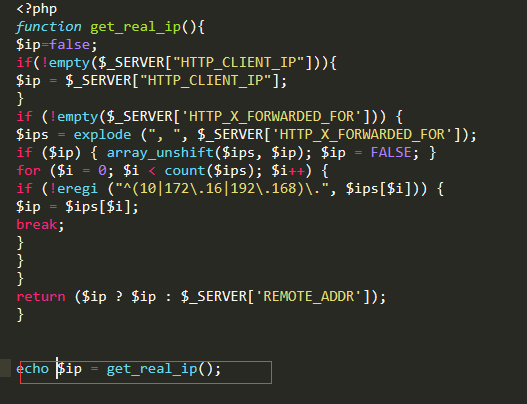 <?php
function get_real_ip(){
$ip=false;
if(!empty($_SERVER["HTTP_CLIENT_IP"])){
$ip = $_SERVER["HTTP_CLIENT_IP"];
}
if (!empty($_SERVER['HTTP_X_FORWARDED_FOR'])) {
$ips = explode (", ", $_SERVER['HTTP_X_FORWARDED_FOR']);
if ($ip) { array_unshift($ips, $ip); $ip = FALSE; }
for ($i = 0; $i < count($ips); $i++) {
if (!eregi ("^(10|172\.16|192\.168)\.", $ips[$i])) {
$ip = $ips[$i];
break;
}
}
}
return ($ip ? $ip : $_SERVER['REMOTE_ADDR']);
}
echo $ip = get_real_ip();